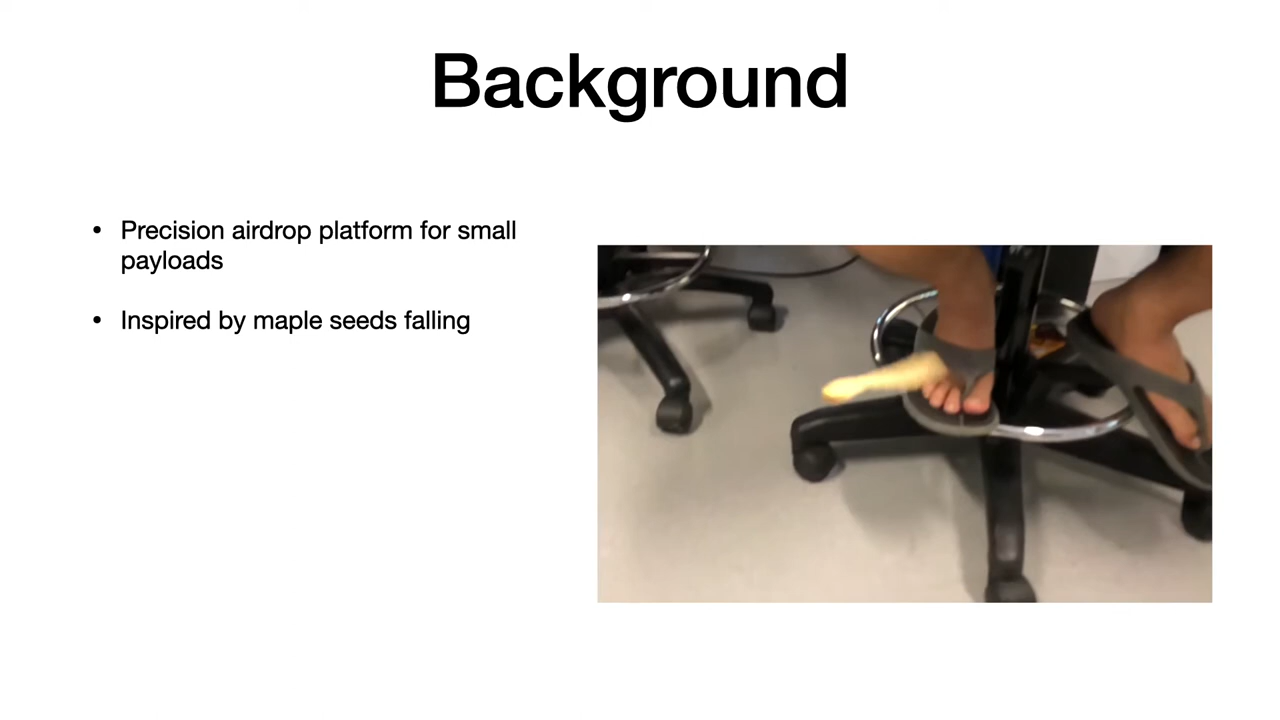 Background
• Precision airdrop platform for small
payloads
• Inspired by maple seeds falling